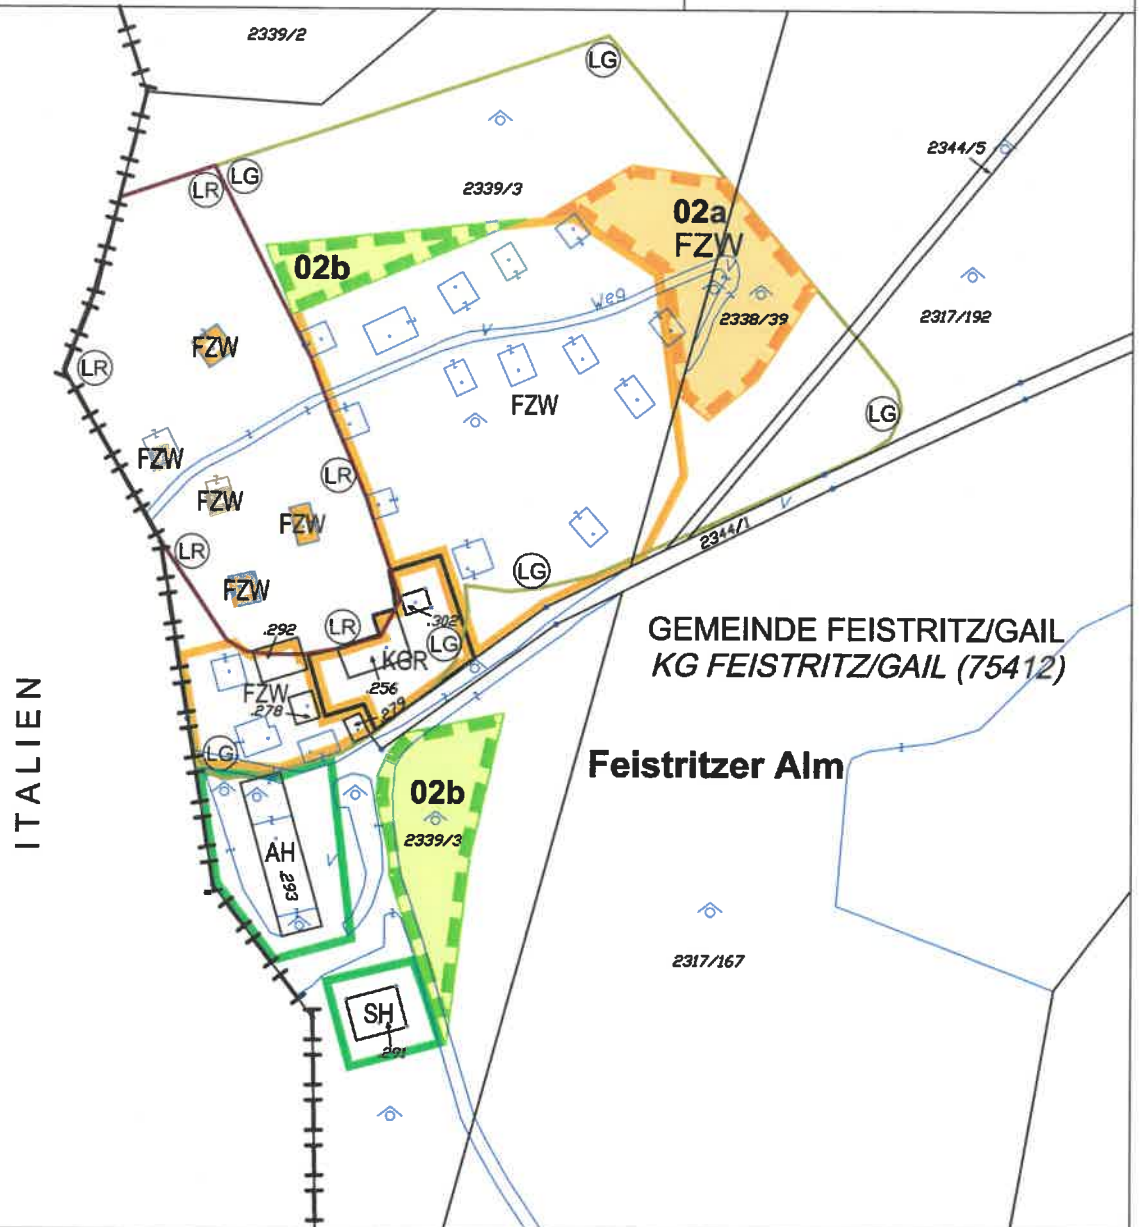 2339/2
LG
2344/5
LR
LG
2339/3
02a
FZW
02b
Weg
2338/39
2317/192
FZW
LR
FZW
LG
FZW
LR
FZW
FZW
LR
LG
2344/1
FZW
.302
.292
LR
LG
KGR
GEMEINDE FEISTRITZ/GAIL
KG FEISTRITZ/GAIL (75412)
FZW
.256
.278
.279
ITALIEN
LG
Feistritzer Alm
02b
2339/3
AH
.293
2317/167
SH
.291